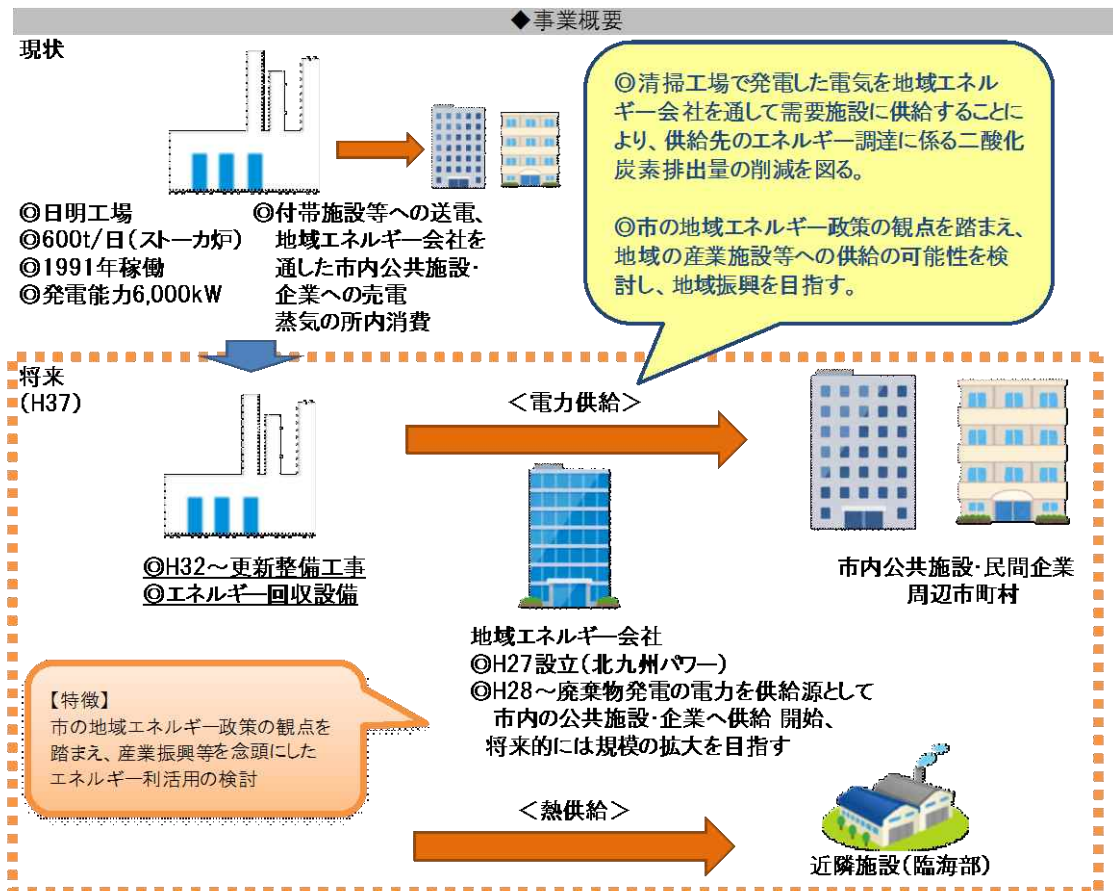 ◆事業概要
現状
◎日明工場
◎600t/日(ストーカ炉)
◎1991年稼働
◎発電能力6,000kW
◎付帯施設等への送電、
地域エネルギー会社を
通した市内公共施設・
企業への売電
蒸気の所内消費
◎清掃工場で発電した電気を地域エネル
ギー会社を通して需要施設に供給することに
より、供給先のエネルギー調達に係る二酸化
炭素排出量の削減を図る。
◎市の地域エネルギー政策の観点を踏まえ、
地域の産業施設等への供給の可能性を検
討し、地域振興を目指す。
将来
(H37)
<電力供給>
◎H32~更新整備工事
◎エネルギー回収設備
市内公共施設・民間企業
周辺市町村
地域エネルギー会社
◎H27設立(北九州パワー)
◎H28~廃棄物発電の電力を供給源として
市内の公共施設・企業へ供給 開始、
将来的には規模の拡大を目指す
【特徴】
市の地域エネルギー政策の観点を
踏まえ、産業振興等を念頭にした
エネルギー利活用の検討
<熱供給>
近隣施設(臨海部)